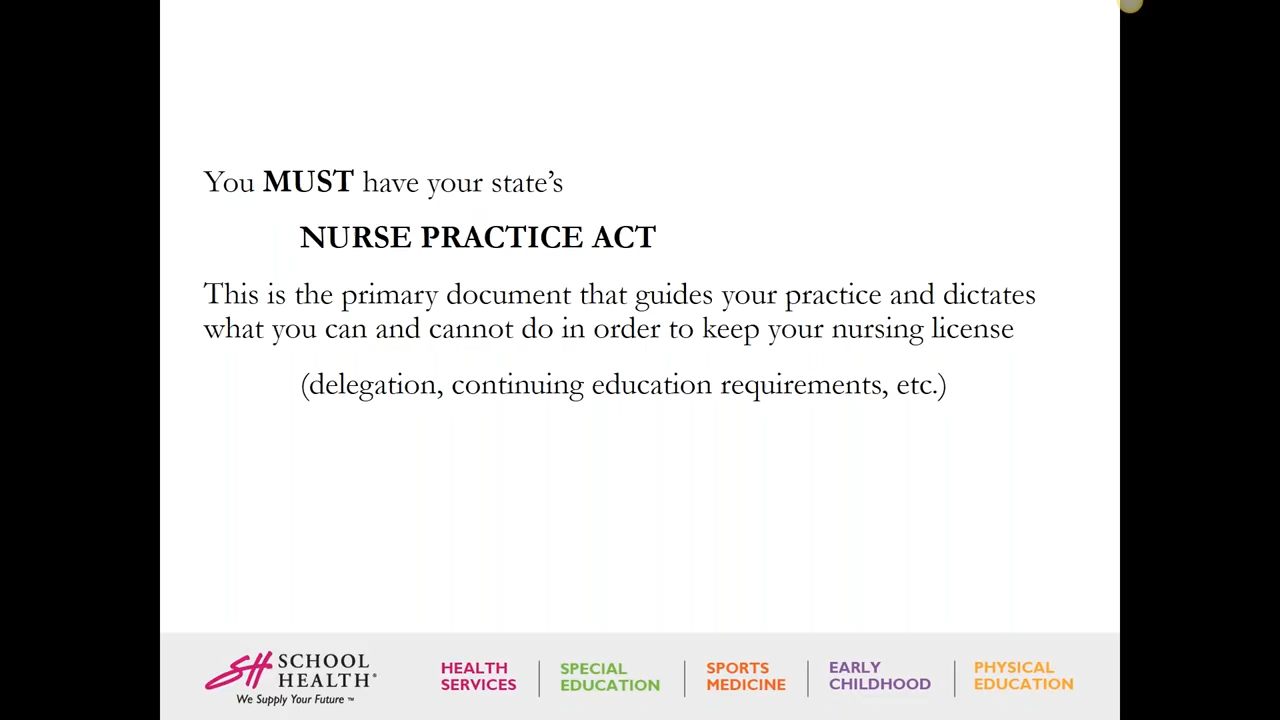 You MUST have your state’s
NURSE PRACTICE ACT
This is the primary document that guides your practice and dictates
what you can and cannot do in order to keep your nursing license
(delegation, continuing education requirements, etc.)
SH SCHOOL HEALTH®
We Supply Your Future™
HEALTH SERVICES
SPECIAL EDUCATION
SPORTS MEDICINE
EARLY CHILDHOOD
PHYSICAL EDUCATION